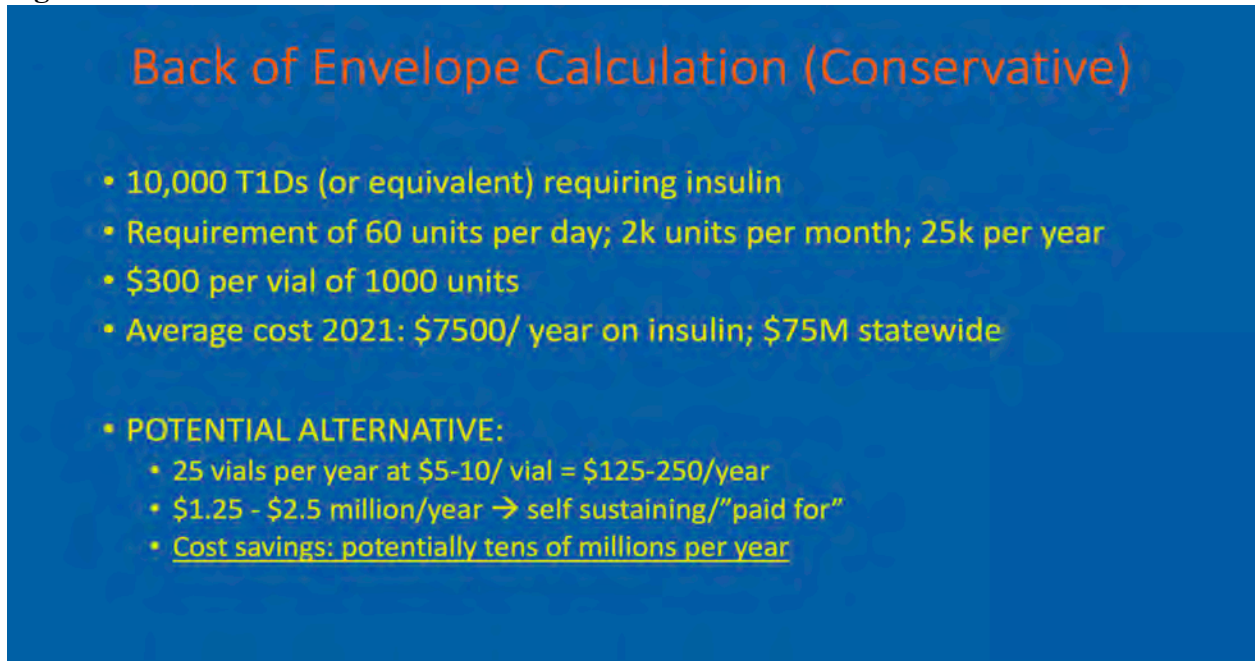 Back of Envelope Calculation (Conservative)
• 10,000 T1Ds (or equivalent) requiring insulin
• Requirement of 60 units per day; 2k units per month; 25k per year
• $300 per vial of 1000 units
• Average cost 2021: $7500/ year on insulin; $75M statewide
• POTENTIAL ALTERNATIVE:
• 25 vials per year at $5-10/ vial = $125-250/year
• $1.25 - $2.5 million/year → self sustaining/”paid for”
• Cost savings: potentially tens of millions per year